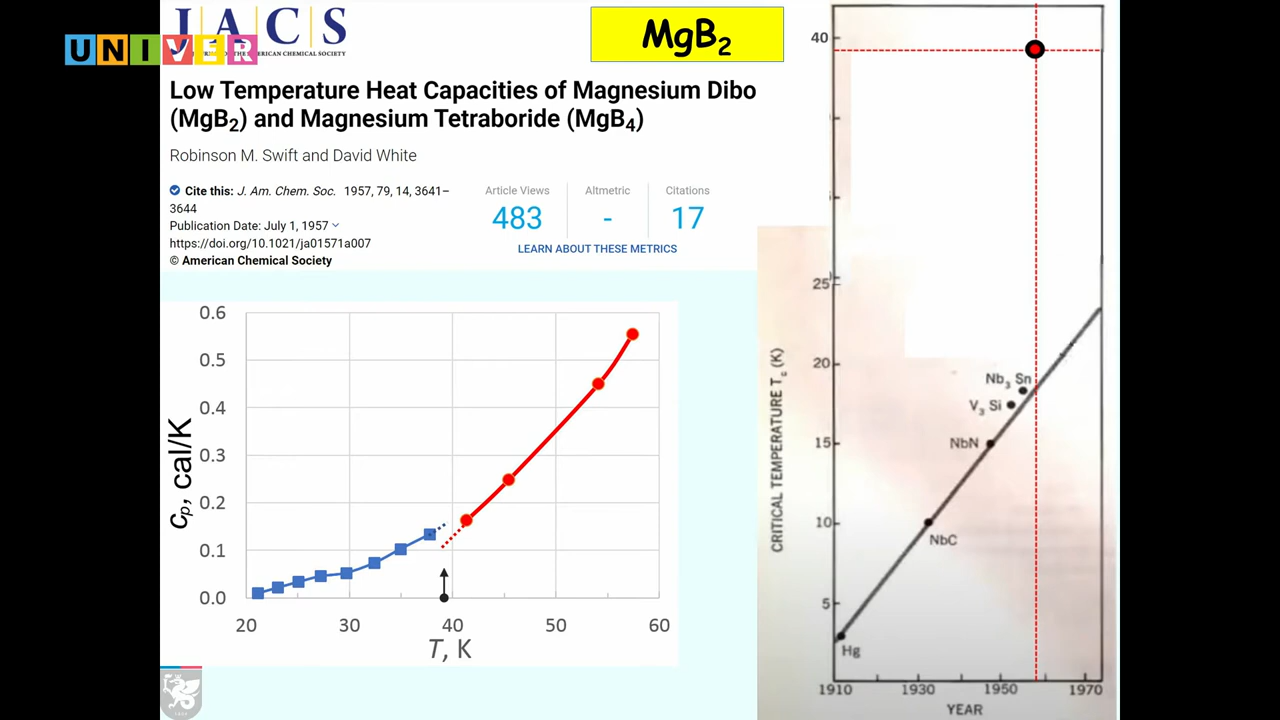 J|A|C|S
UNIVER
AMERICAN CHEMICAL SOCIETY
MgB₂
Low Temperature Heat Capacities of Magnesium Dibo
(MgB₂) and Magnesium Tetraboride (MgB₄)
Robinson M. Swift and David White
Cite this: J. Am. Chem. Soc. 1957, 79, 14, 3641–
3644
Publication Date: July 1, 1957
https://doi.org/10.1021/ja01571a007
© American Chemical Society
Article Views
483
Altmetric
-
Citations
17
LEARN ABOUT THESE METRICS
0.6
0.5
0.4
0.3
0.2
0.1
0.0
cₚ, cal/K
20 30 40 50 60
T, K
40
25
20
15
10
5
CRITICAL TEMPERATURE T꜀ (K)
Nb₃ Sn
V₃ Si
NbN
NbC
Hg
1910 1930 1950 1970
YEAR